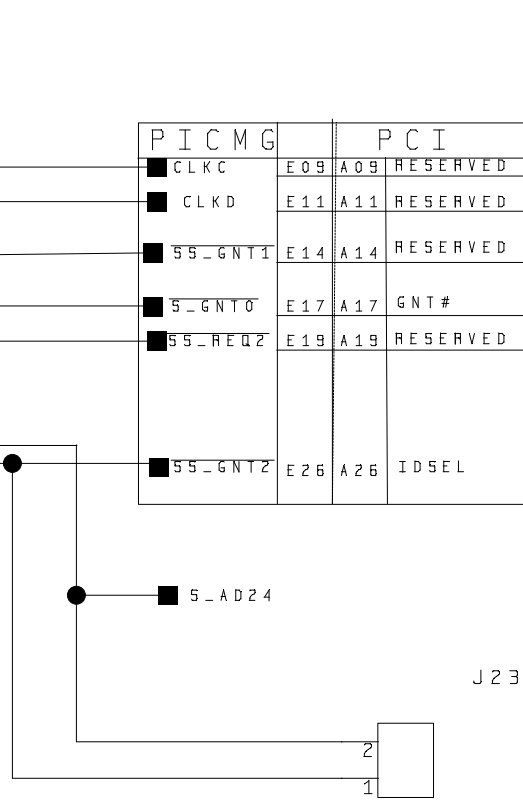 PICMG PCI
CLKC E09 A09 RESERVED
CLKD E11 A11 RESERVED
SS_GNT1 E14 A14 RESERVED
S_GNT0 E17 A17 GNT#
SS_REQ2 E19 A19 RESERVED
SS_GNT2 E26 A26 IDSEL
S_AD24
J23
2
1